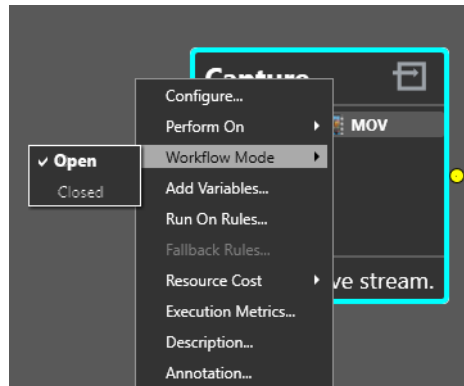 Capture
Configure...
Perform On
MOV
Workflow Mode
Open
Closed
Add Variables...
Run On Rules...
Fallback Rules...
Resource Cost
ve stream.
Execution Metrics...
Description...
Annotation...